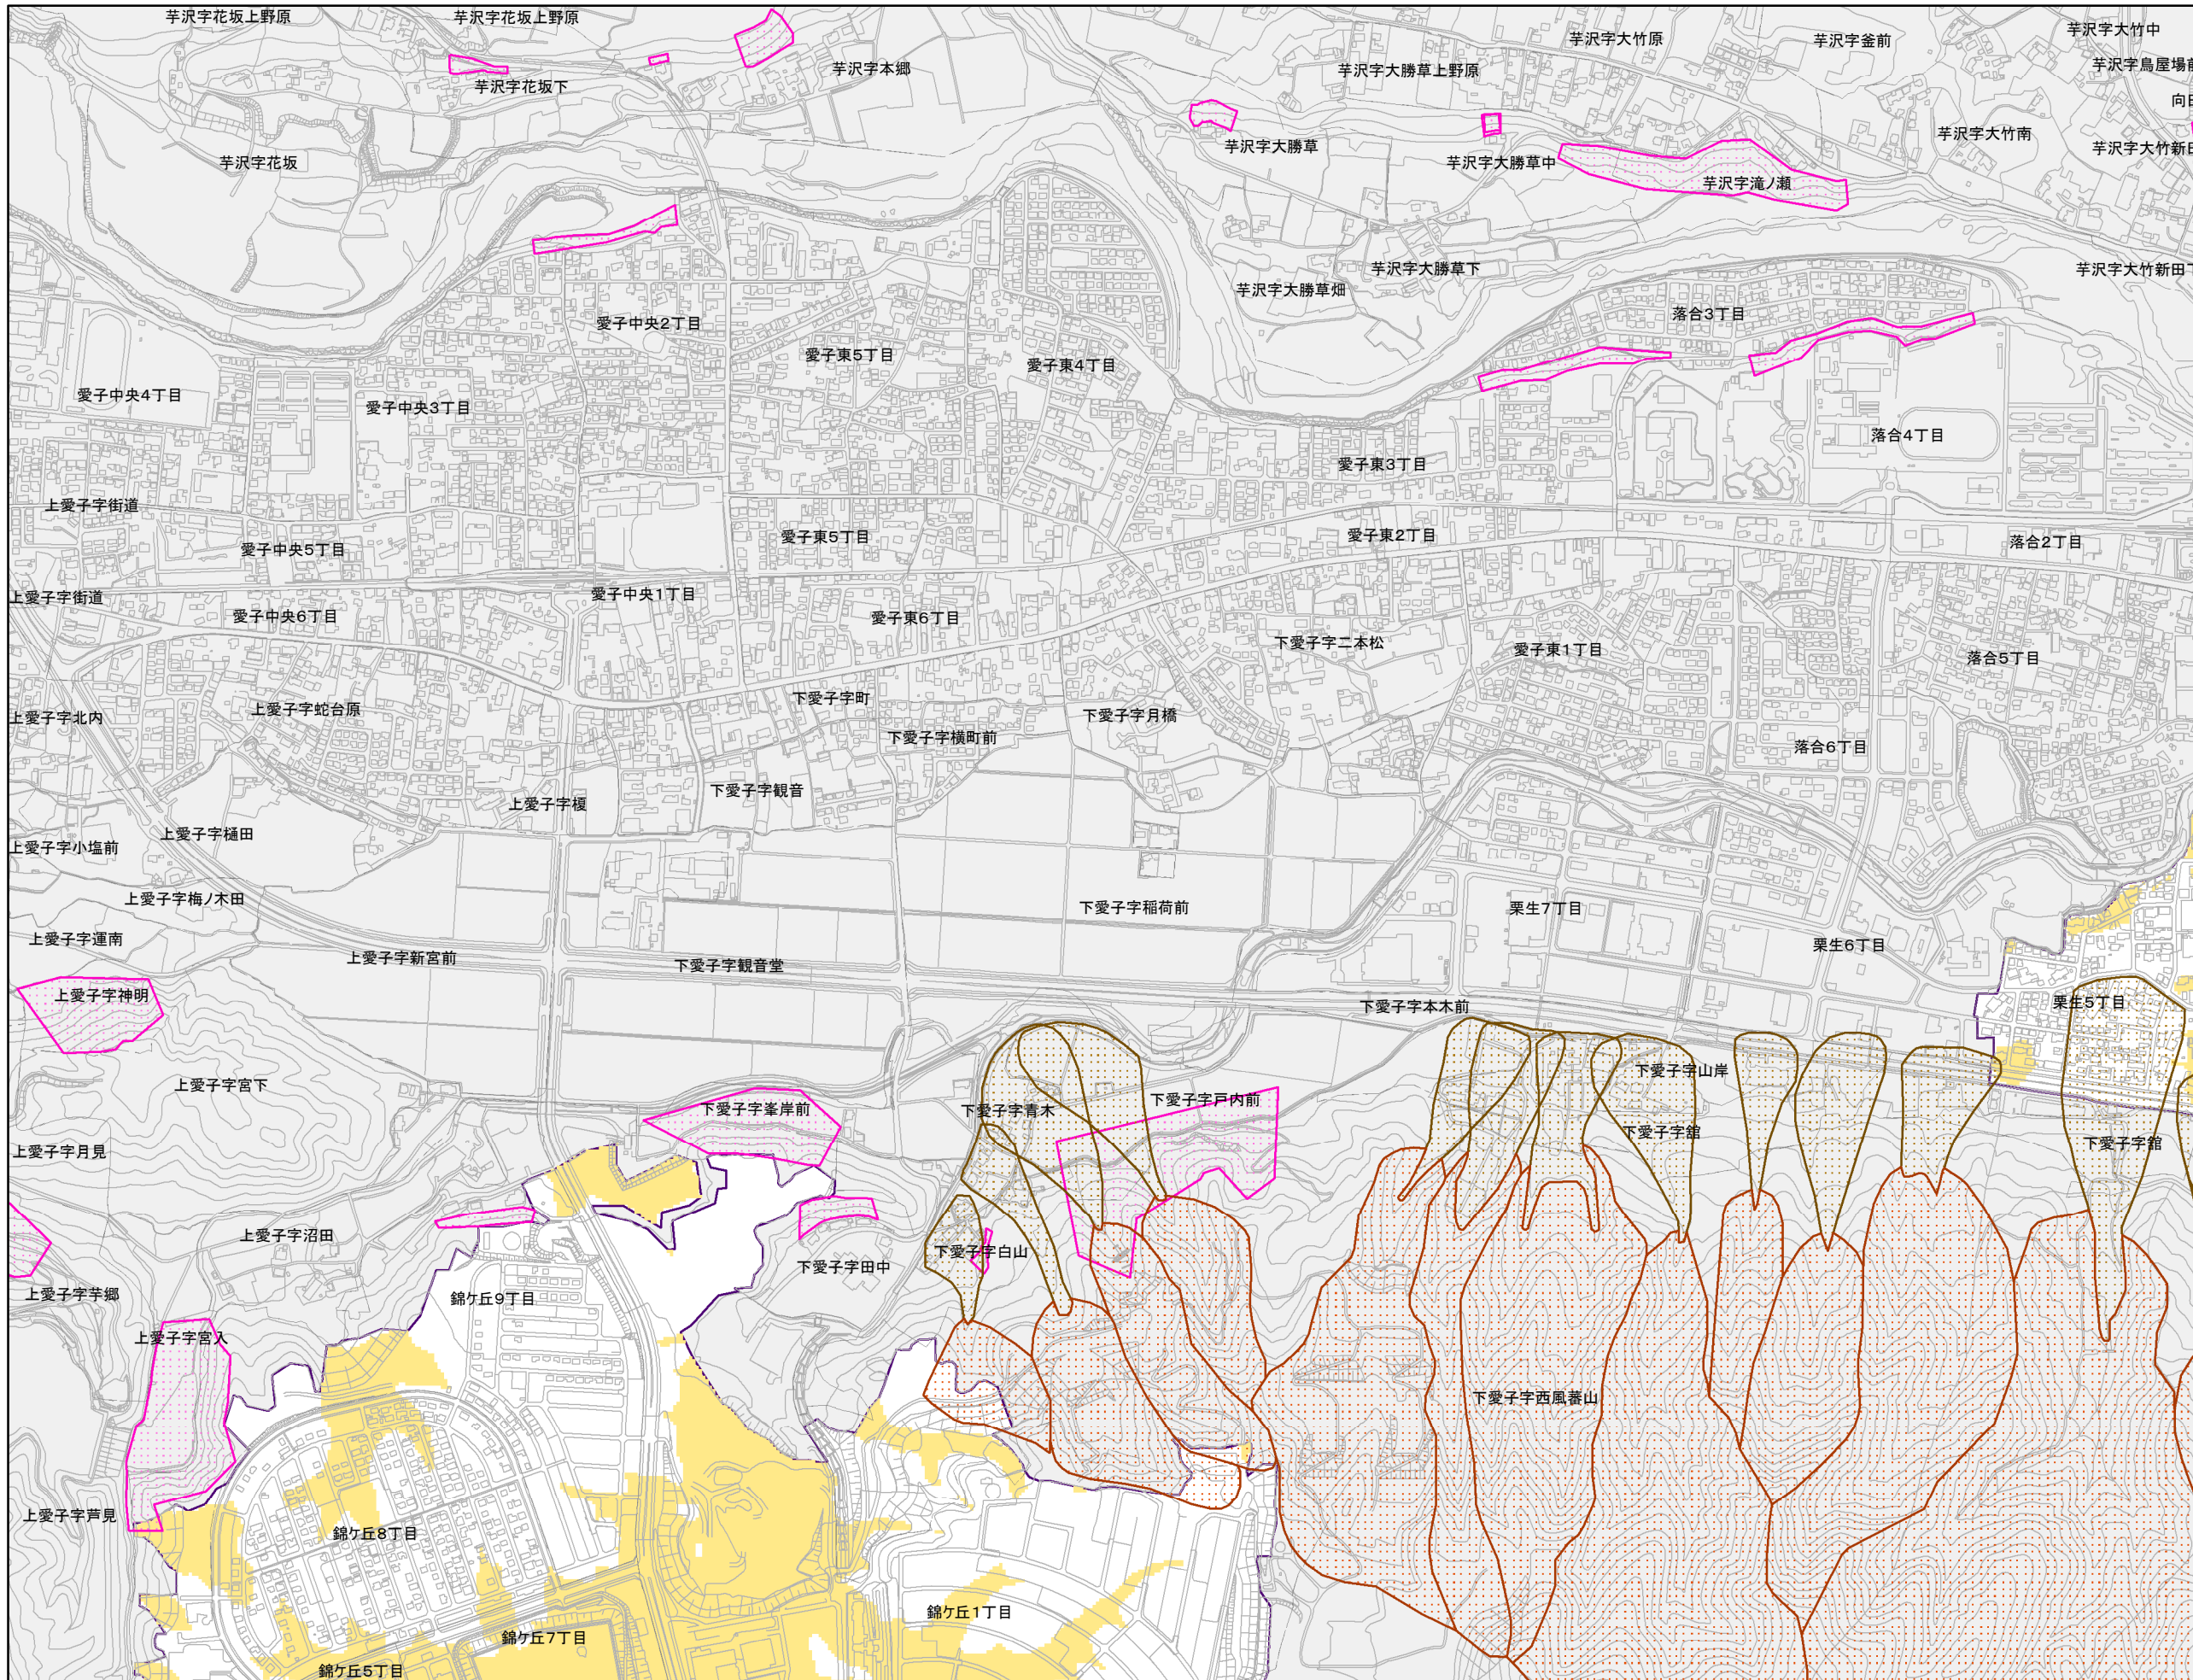 芋沢字花坂上野原
芋沢字花坂上野原
芋沢字大竹中
芋沢字大竹原
芋沢字釜前
芋沢字本郷
芋沢字大勝草上野原
芋沢字鳥屋場前
芋沢字花坂下
向田
芋沢字大竹南
芋沢字大勝草
芋沢字大竹新田
芋沢字花坂
芋沢字大勝草中
芋沢字滝ノ瀬
芋沢字大勝草下
芋沢字大竹新田下
芋沢字大勝草畑
落合3丁目
愛子中央2丁目
愛子東5丁目
愛子東4丁目
愛子中央4丁目
愛子中央3丁目
落合4丁目
愛子東3丁目
上愛子字街道
愛子東5丁目
愛子東2丁目
落合2丁目
愛子中央5丁目
上愛子字街道
愛子中央1丁目
愛子中央6丁目
愛子東6丁目
下愛子字二本松
愛子東1丁目
落合5丁目
下愛子字町
上愛子字蛇台原
上愛子字北内
下愛子字月橋
下愛子字横町前
落合6丁目
下愛子字観音
上愛子字榎
上愛子字樋田
上愛子字小塩前
上愛子字梅ノ木田
下愛子字稲荷前
栗生7丁目
上愛子字運南
栗生6丁目
上愛子字新宮前
下愛子字観音堂
上愛子字神明
栗生5丁目
下愛子字本木前
下愛子字山岸
上愛子字宮下
下愛子字戸内前
下愛子字峯岸前
下愛子字青木
下愛子字舘
下愛子字舘
上愛子字月見
上愛子字沼田
下愛子字白山
下愛子字田中
上愛子字芋郷
錦ケ丘9丁目
上愛子字宮入
下愛子字西風蕃山
上愛子字芦見
錦ケ丘8丁目
錦ケ丘1丁目
錦ケ丘7丁目
錦ケ丘5丁目